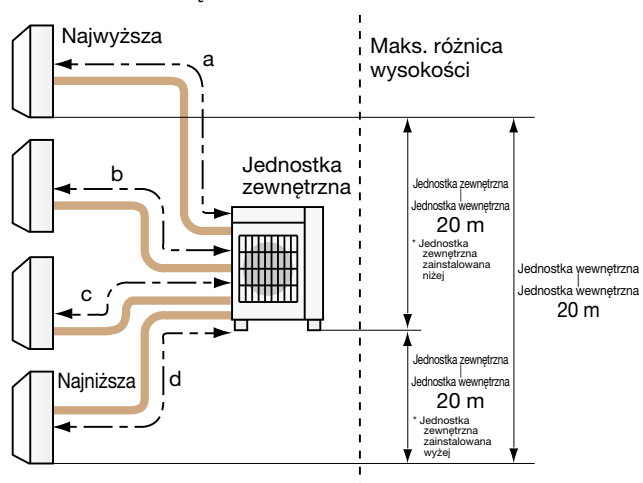 Najwyższa
a
Maks. różnica
wysokości
b
Jednostka
zewnętrzna
c
Najniższa
d
Jednostka zewnętrzna
Jednostka wewnętrzna
20 m
* Jednostka
zewnętrzna
zainstalowana
niżej
Jednostka wewnętrzna
Jednostka wewnętrzna
20 m
Jednostka zewnętrzna
Jednostka wewnętrzna
20 m
* Jednostka
zewnętrzna
zainstalowana
wyżej